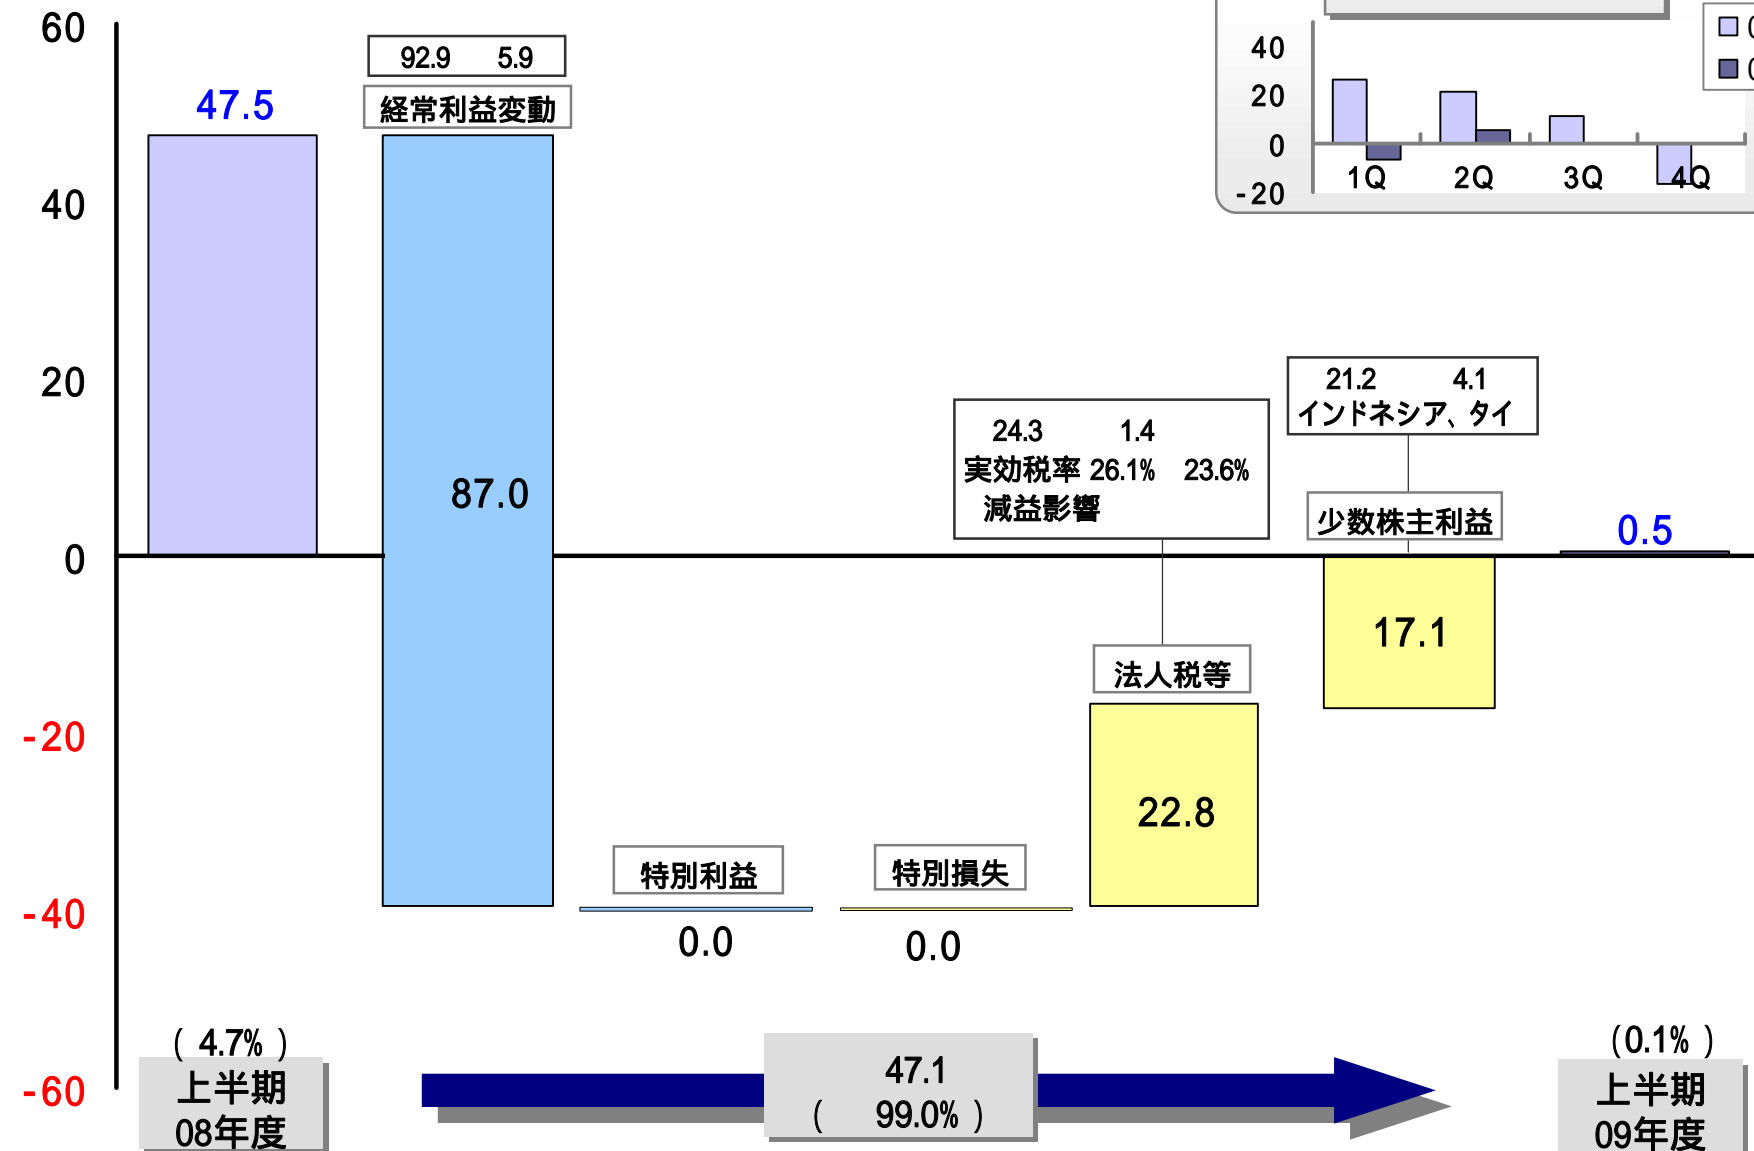 60
40
20
0
-20
-40
-60
47.5
92.9 5.9
経常利益変動
87.0
特別利益
0.0
特別損失
0.0
24.3 1.4
実効税率 26.1% 23.6%
減益影響
法人税等
22.8
21.2 4.1
インドネシア、タイ
少数株主利益
17.1
0.5
40
20
0
-20
1Q 2Q 3Q 4Q
( 4.7% )
上半期
08年度
47.1
( 99.0% )
(0.1% )
上半期
09年度